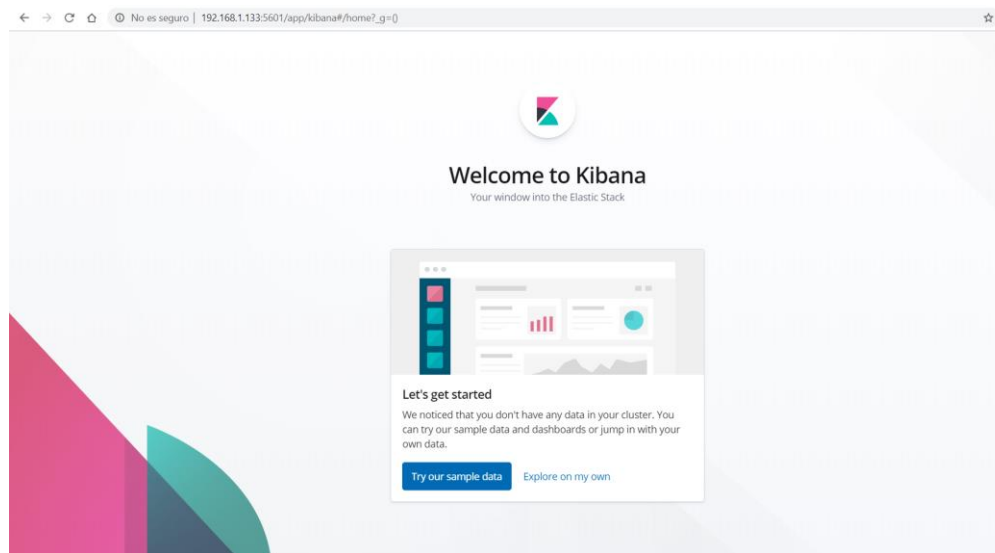 No es seguro | 192.168.1.133:5601/app/kibana#/home?_g=()
Welcome to Kibana
Your window into the Elastic Stack
Let's get started
We noticed that you don't have any data in your cluster. You
can try our sample data and dashboards or jump in with your
own data.
Try our sample data Explore on my own